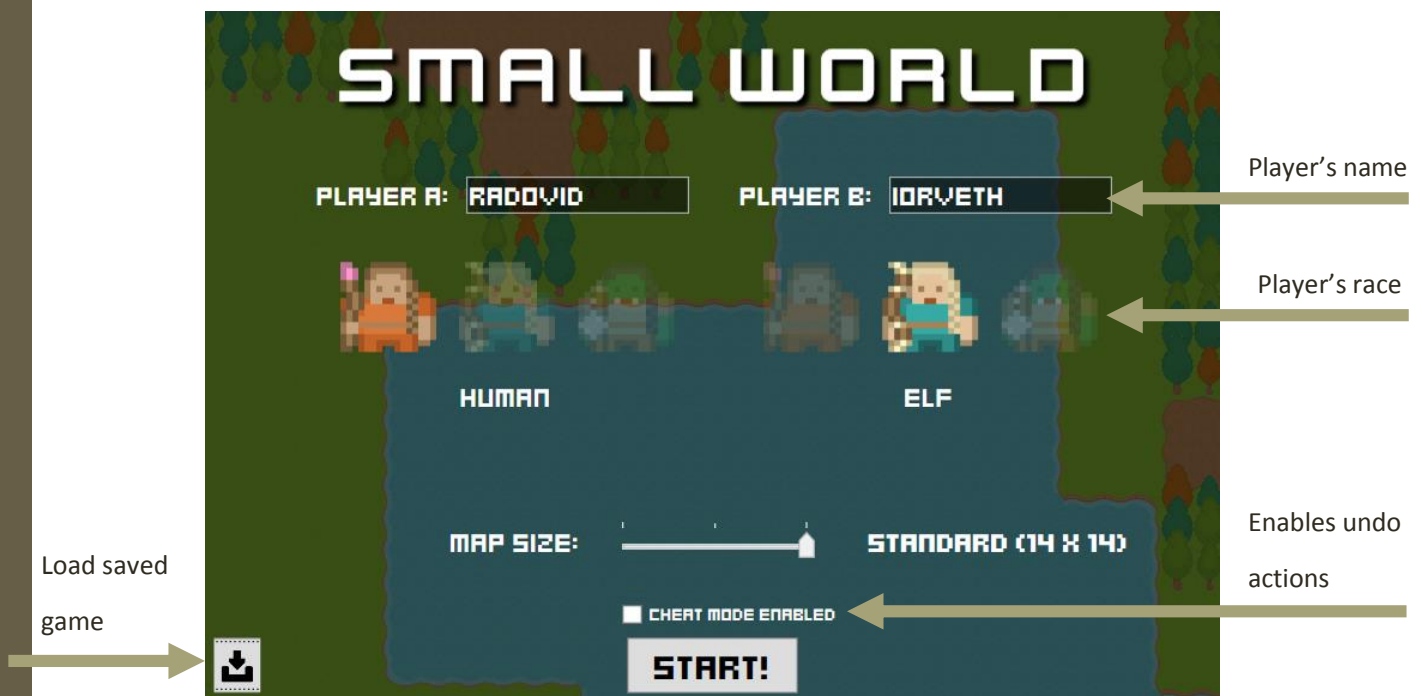 SMALL WORLD
Player's name
PLAYER A: RADOVID
PLAYER B: IORVETH
Player's race
HUMAN
ELF
Enables undo
actions
MAP SIZE:
STANDARD (14 X 14)
Load saved
game
CHEAT MODE ENABLED
START!